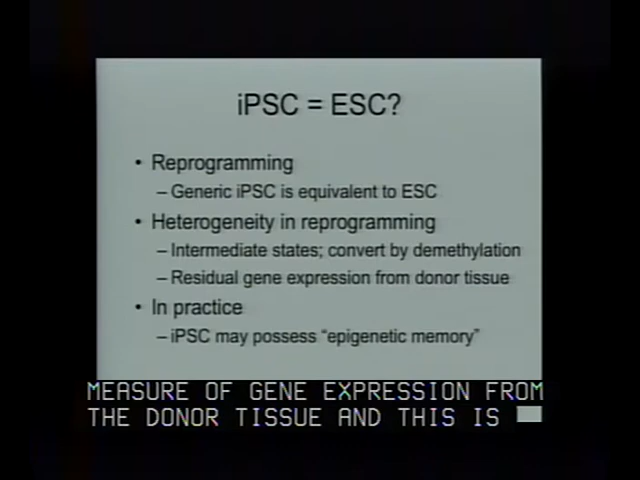 iPSC = ESC?
• Reprogramming
– Generic iPSC is equivalent to ESC
• Heterogeneity in reprogramming
– Intermediate states; convert by demethylation
– Residual gene expression from donor tissue
• In practice
– iPSC may possess “epigenetic memory”
MEASURE OF GENE EXPRESSION FROM
THE DONOR TISSUE AND THIS IS